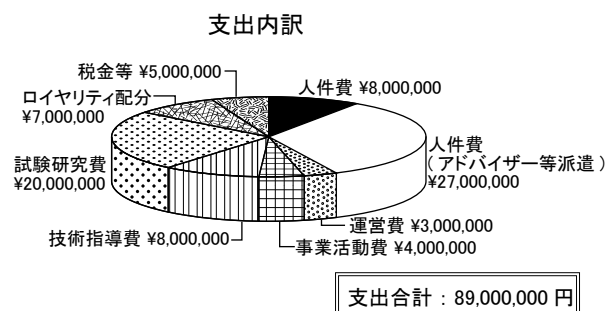 支出内訳
税金等 ¥5,000,000
人件費 ¥8,000,000
ロイヤリティ配分
¥7,000,000
人件費
（アドバイザー等派遣）
¥27,000,000
試験研究費
¥20,000,000
運営費 ¥3,000,000
技術指導費 ¥8,000,000
事業活動費 ¥4,000,000
支出合計：89,000,000 円